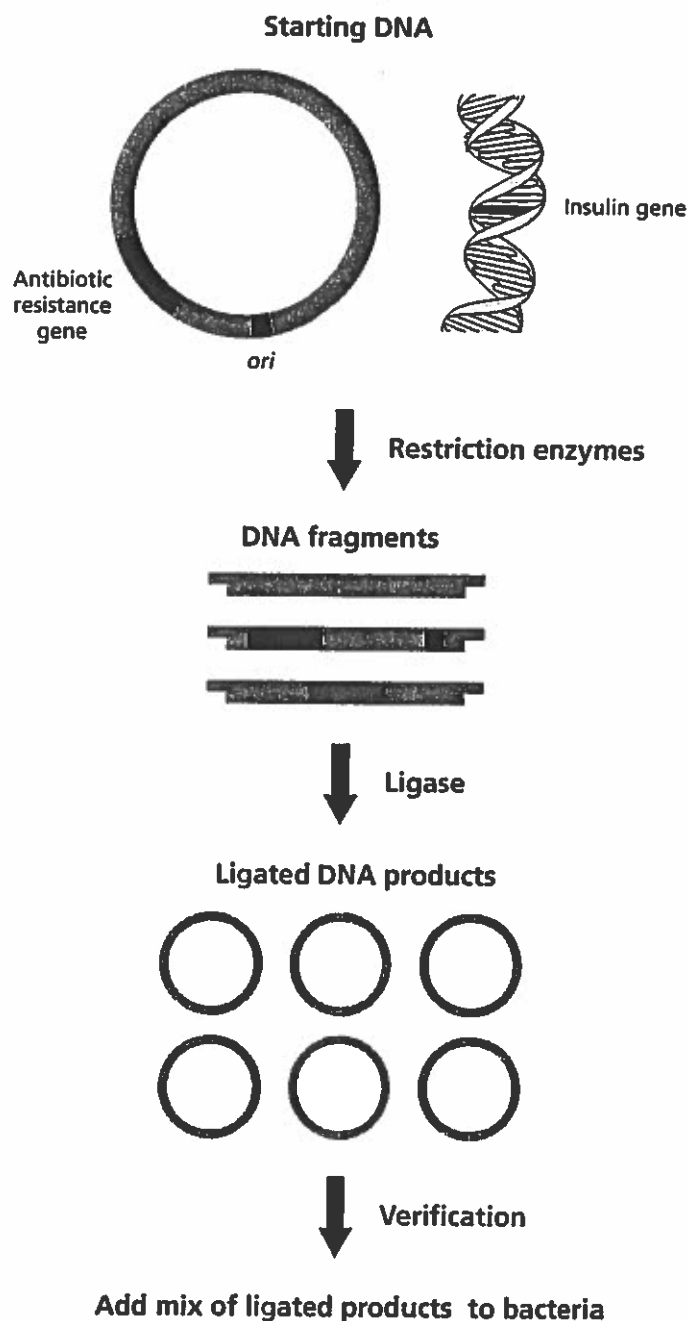 Starting DNA
Insulin gene
Antibiotic
resistance
gene
ori
Restriction enzymes
DNA fragments
Ligase
Ligated DNA products
Verification
Add mix of ligated products to bacteria